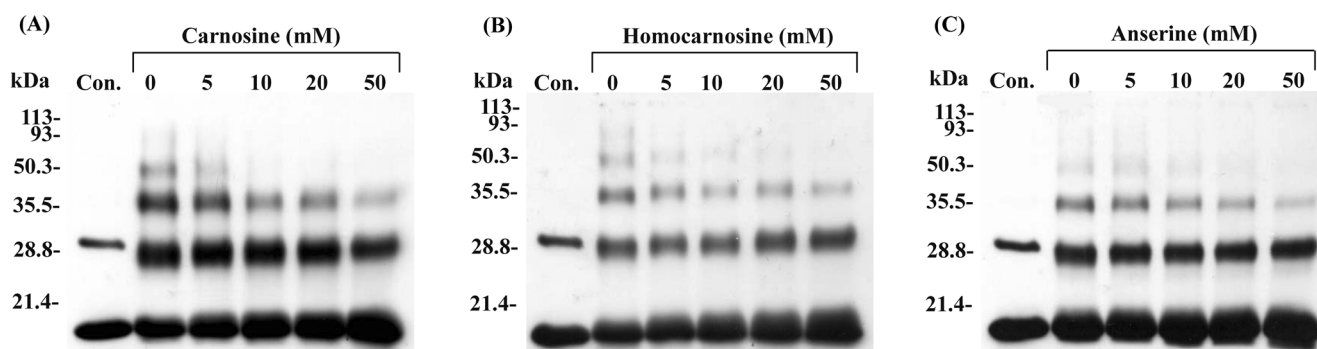 (A)
Carnosine (mM)
kDa Con. 0 5 10 20 50
113-
93-
50.3-
35.5-
28.8-
21.4-
(B)
Homocarnosine (mM)
kDa Con. 0 5 10 20 50
113-
93-
50.3-
35.5-
28.8-
21.4-
(C)
Anserine (mM)
kDa Con. 0 5 10 20 50
113-
93-
50.3-
35.5-
28.8-
21.4-